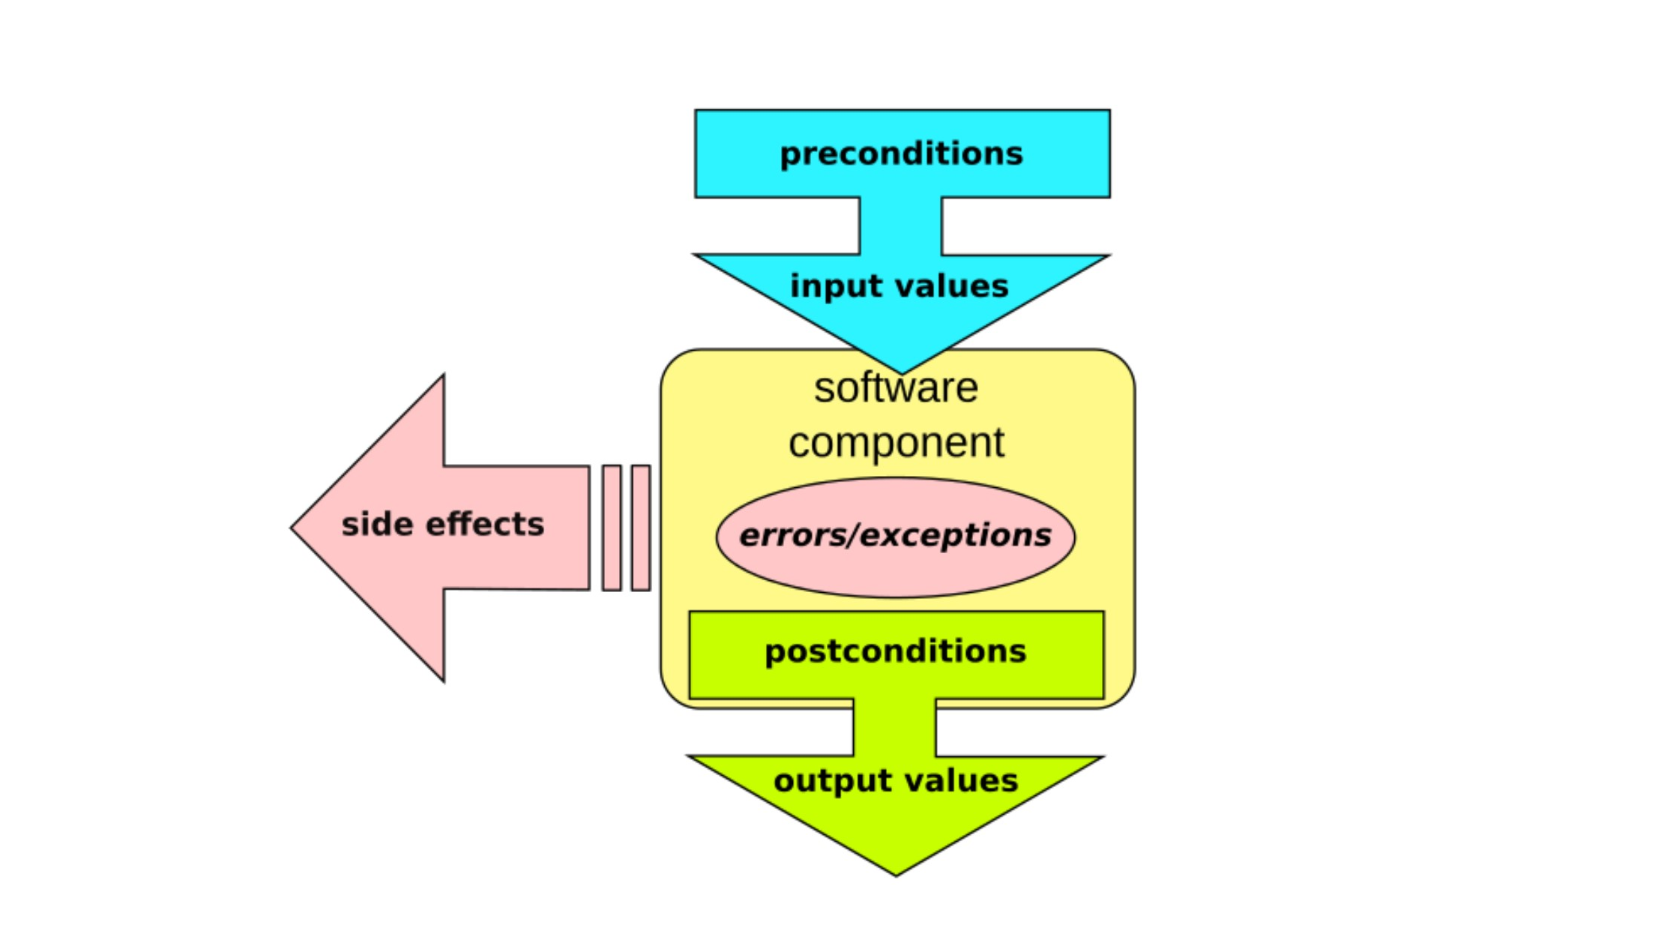 preconditions
input values
software
component
side effects
errors/exceptions
postconditions
output values